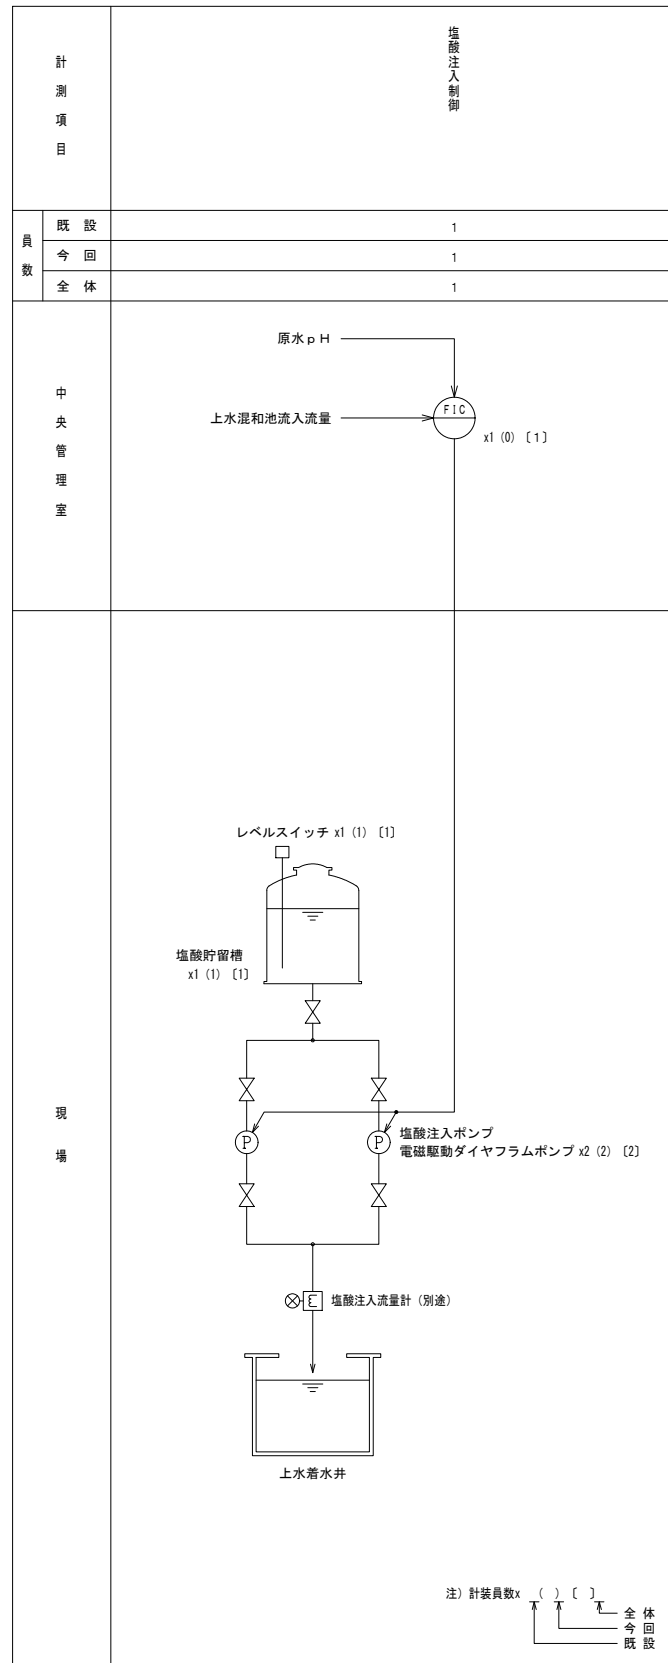 計測項目
塩酸注入制御
員数
既設
1
今回
1
全体
1
中央管理室
原水pH
FIC
上水混和池流入流量
x1 (0) 〔1〕
現場
レベルスイッチ x1 (1) 〔1〕
塩酸貯留槽
x1 (1) 〔1〕
P
P
塩酸注入ポンプ
電磁駆動ダイヤフラムポンプ x2 (2) 〔2〕
塩酸注入流量計 (別途)
上水着水井
注) 計装員数x ( ) 〔 〕
全体
今回
既設